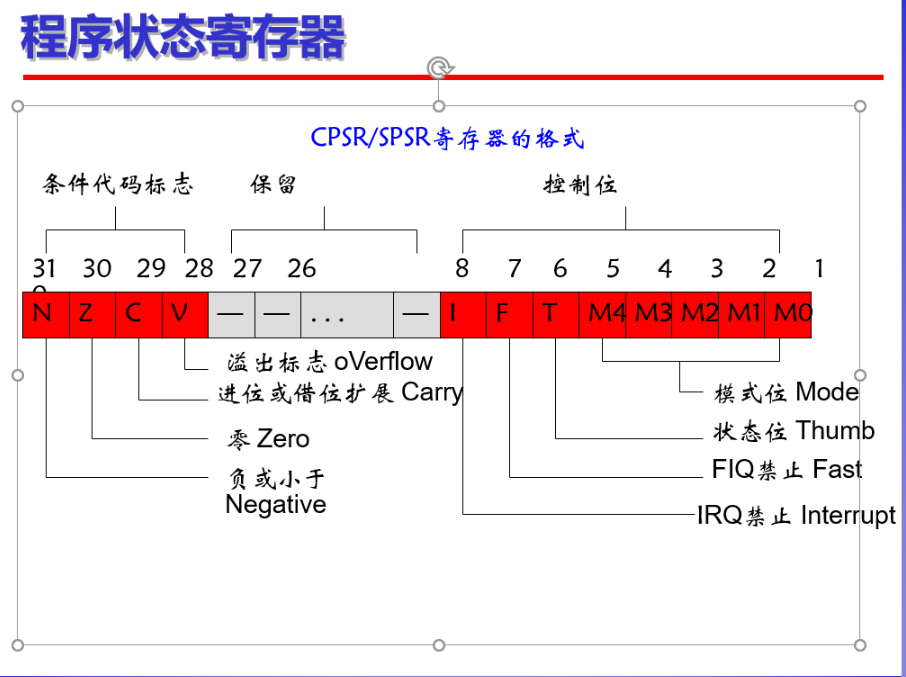 程序状态寄存器
CPSR/SPSR寄存器的格式
条件代码标志 保留 控制位
31 30 29 28 27 26 8 7 6 5 4 3 2 1
N Z C V — — ... — I F T M4 M3 M2 M1 M0
溢出标志 oVerflow
进位或借位扩展 Carry
模式位 Mode
零 Zero
状态位 Thumb
负或小于
Negative
FIQ禁止 Fast
IRQ禁止 Interrupt